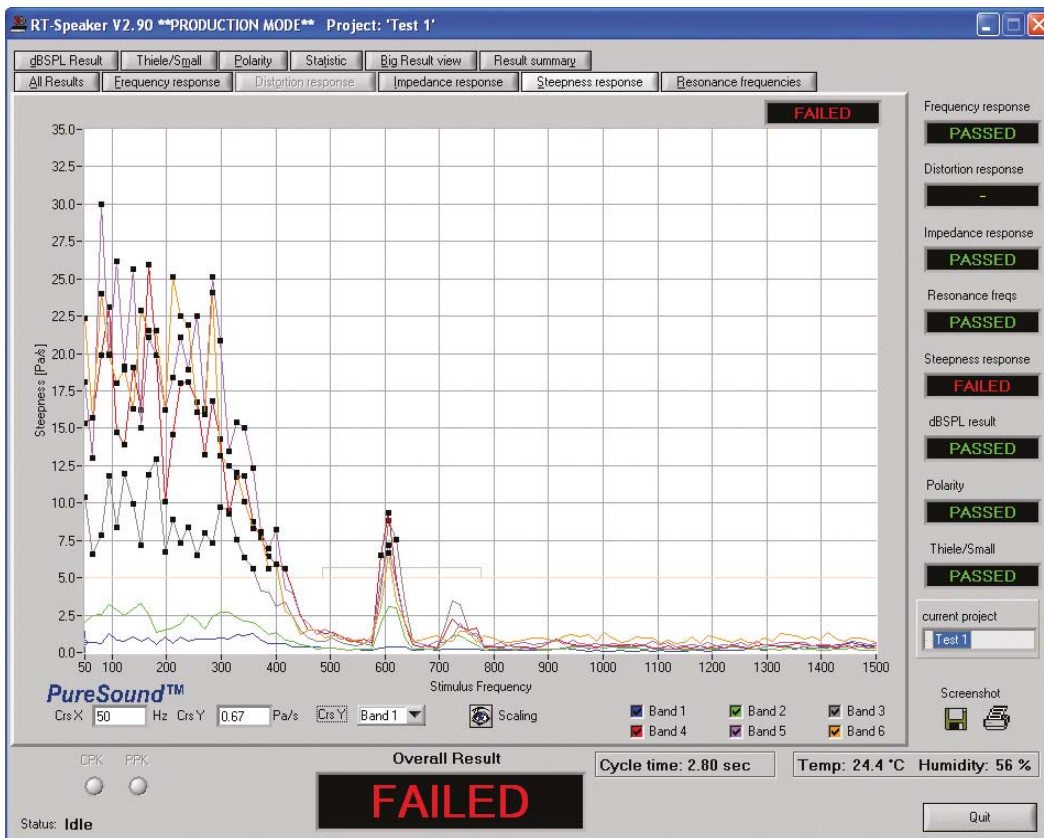 RT-Speaker V2.90 **PRODUCTION MODE** Project: 'Test 1'
dBSPL Result Thiele/Small Polarity Statistic Big Result view Result summary
All Results Frequency response Distortion response Impedance response Steepness response Resonance frequencies
FAILED
35.0
32.5
30.0
27.5
25.0
22.5
20.0
17.5
15.0
12.5
10.0
7.5
5.0
2.5
0.0
Steepness [Pa/s]
50 100 200 300 400 500 600 700 800 900 1000 1100 1200 1300 1400 1500
Stimulus Frequency
PureSound™
Crs X 50 Hz Crs Y 0.67 Pa/s Crs Y Band 1 Scaling
Band 1 Band 2 Band 3
Band 4 Band 5 Band 6
Frequency response
PASSED
Distortion response
-
Impedance response
PASSED
Resonance freqs
PASSED
Steepness response
FAILED
dBSPL result
PASSED
Polarity
PASSED
Thiele/Small
PASSED
current project
Test 1
Screenshot
CPK PPK
Status: Idle
Overall Result
FAILED
Cycle time: 2.80 sec
Temp: 24.4 °C Humidity: 56 %
Quit